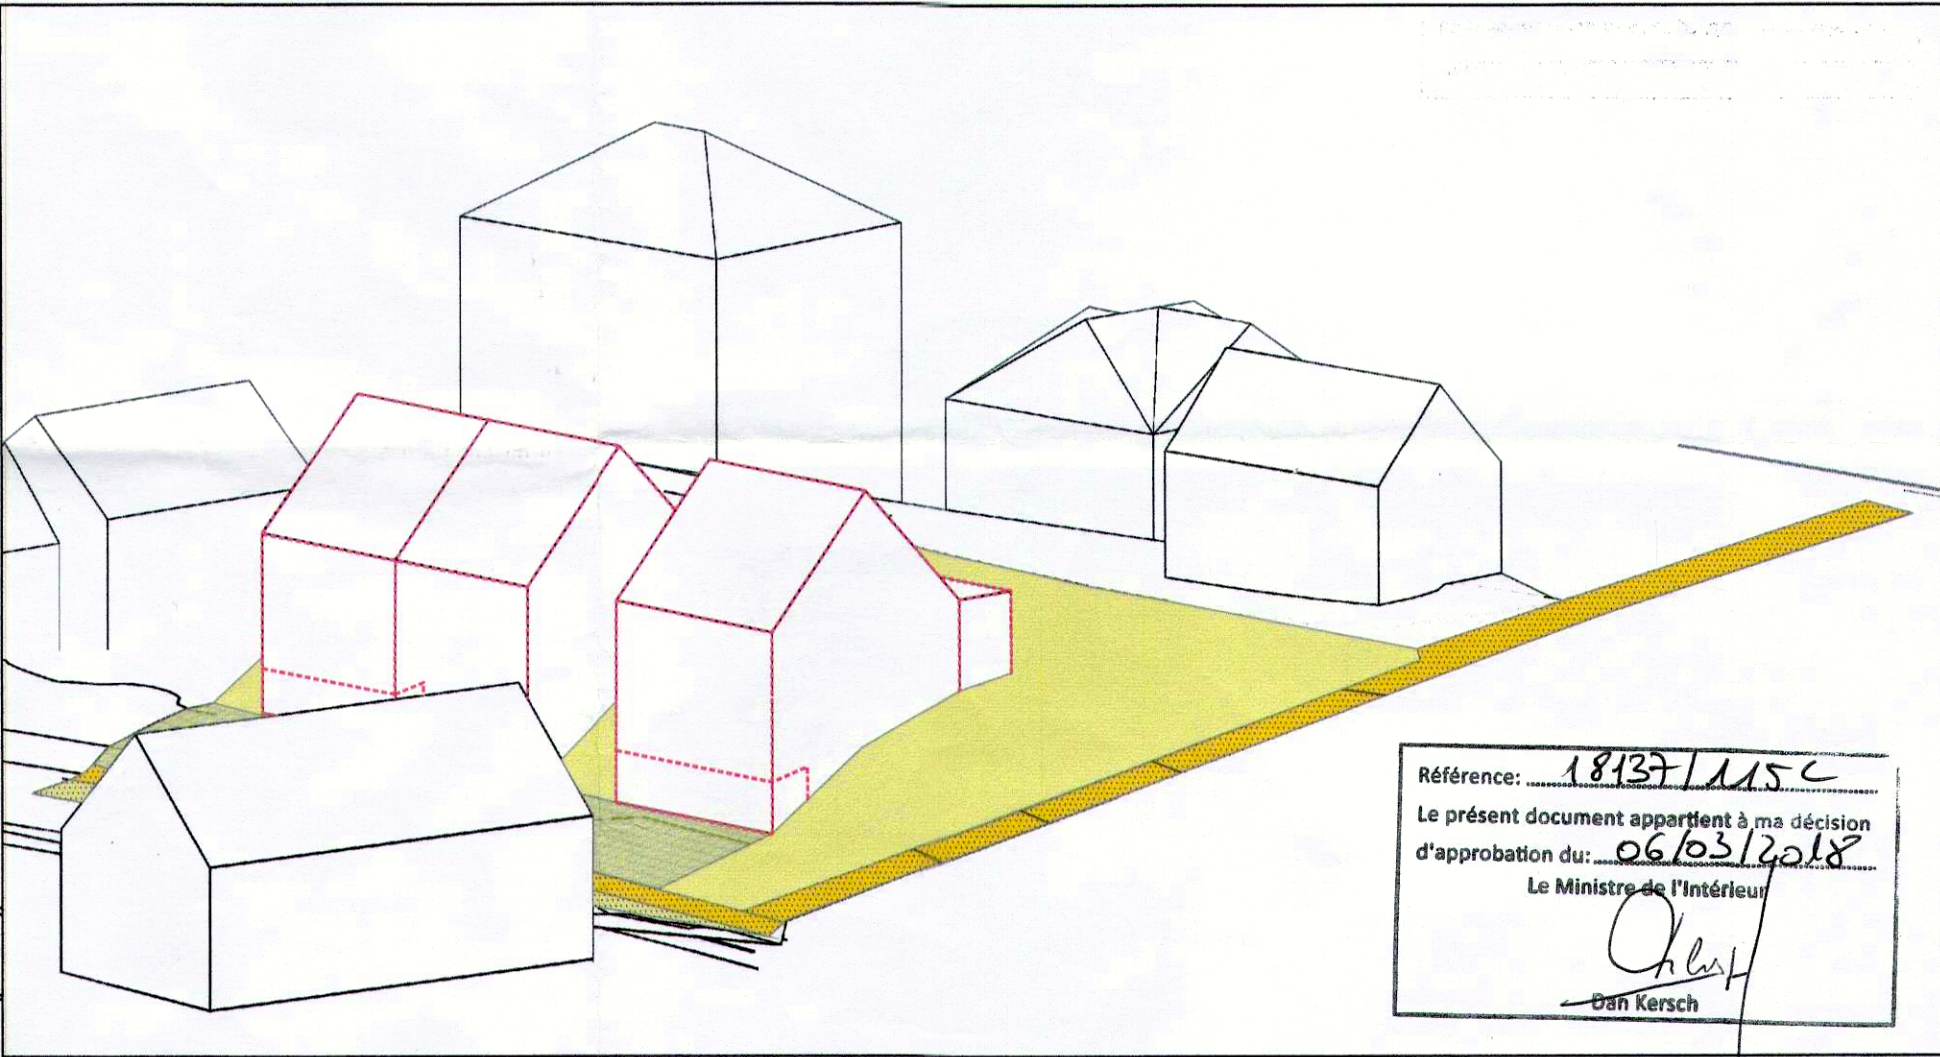 Référence: 18137/115C
Le présent document appartient à ma décision
d'approbation du: 06/03/2018
Le Ministre de l'Intérieur
Dan Kersch